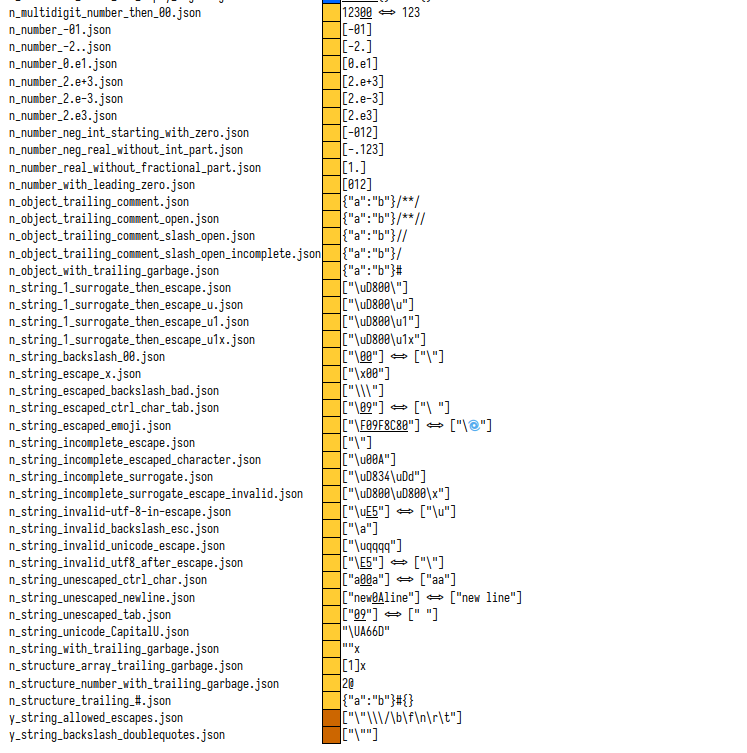 n_multidigit_number_then_00.json 12300 ⟺ 123
n_number_-01.json [-01]
n_number_-2..json [-2.]
n_number_0.e1.json [0.e1]
n_number_2.e+3.json [2.e+3]
n_number_2.e-3.json [2.e-3]
n_number_2.e3.json [2.e3]
n_number_neg_int_starting_with_zero.json [-012]
n_number_neg_real_without_int_part.json [-.123]
n_number_real_without_fractional_part.json [1.]
n_number_with_leading_zero.json [012]
n_object_trailing_comment.json {"a":"b"}/**/
n_object_trailing_comment_open.json {"a":"b"}/**//
n_object_trailing_comment_slash_open.json {"a":"b"}//
n_object_trailing_comment_slash_open_incomplete.json {"a":"b"}/
n_object_with_trailing_garbage.json {"a":"b"}#
n_string_1_surrogate_then_escape.json ["\uD800\"]
n_string_1_surrogate_then_escape_u.json ["\uD800\u"]
n_string_1_surrogate_then_escape_u1.json ["\uD800\u1"]
n_string_1_surrogate_then_escape_u1x.json ["\uD800\u1x"]
n_string_backslash_00.json ["\00"] ⟺ ["\"]
n_string_escape_x.json ["\x00"]
n_string_escaped_backslash_bad.json ["\\\"]
n_string_escaped_ctrl_char_tab.json ["\09"] ⟺ ["\ "]
n_string_escaped_emoji.json ["\F09F8C80"] ⟺ ["\🌀"]
n_string_incomplete_escape.json ["\"]
n_string_incomplete_escaped_character.json ["\u00A"]
n_string_incomplete_surrogate.json ["\uD834\uDd"]
n_string_incomplete_surrogate_escape_invalid.json ["\uD800\uD800\x"]
n_string_invalid-utf-8-in-escape.json ["\uE5"] ⟺ ["\u"]
n_string_invalid_backslash_esc.json ["\a"]
n_string_invalid_unicode_escape.json ["\uqqqq"]
n_string_invalid_utf8_after_escape.json ["\E5"] ⟺ ["\"]
n_string_unescaped_ctrl_char.json ["a00a"] ⟺ ["aa"]
n_string_unescaped_newline.json ["new0Aline"] ⟺ ["new line"]
n_string_unescaped_tab.json ["09"] ⟺ [" "]
n_string_unicode_CapitalU.json "\UA66D"
n_string_with_trailing_garbage.json ""x
n_structure_array_trailing_garbage.json [1]x
n_structure_number_with_trailing_garbage.json 2@
n_structure_trailing_#.json {"a":"b"}#{}
y_string_allowed_escapes.json ["\"\\\/\b\f\n\r\t"]
y_string_backslash_doublequotes.json ["\""]